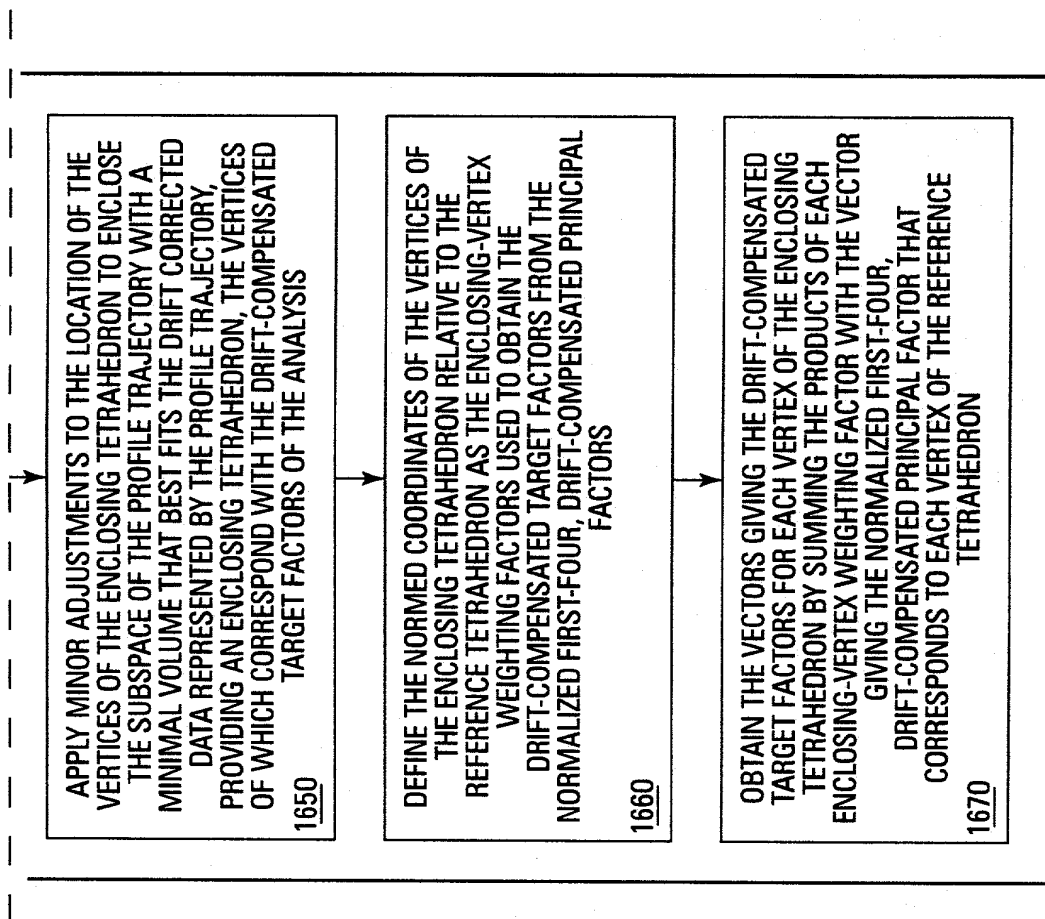 APPLY MINOR ADJUSTMENTS TO THE LOCATION OF THE
VERTICES OF THE ENCLOSING TETRAHEDRON TO ENCLOSE
THE SUBSPACE OF THE PROFILE TRAJECTORY WITH A
MINIMAL VOLUME THAT BEST FITS THE DRIFT CORRECTED
DATA REPRESENTED BY THE PROFILE TRAJECTORY,
PROVIDING AN ENCLOSING TETRAHEDRON, THE VERTICES
OF WHICH CORRESPOND WITH THE DRIFT-COMPENSATED
TARGET FACTORS OF THE ANALYSIS
1650
DEFINE THE NORMED COORDINATES OF THE VERTICES OF
THE ENCLOSING TETRAHEDRON RELATIVE TO THE
REFERENCE TETRAHEDRON AS THE ENCLOSING-VERTEX
WEIGHTING FACTORS USED TO OBTAIN THE
DRIFT-COMPENSATED TARGET FACTORS FROM THE
NORMALIZED FIRST-FOUR, DRIFT-COMPENSATED PRINCIPAL
FACTORS
1660
OBTAIN THE VECTORS GIVING THE DRIFT-COMPENSATED
TARGET FACTORS FOR EACH VERTEX OF THE ENCLOSING
TETRAHEDRON BY SUMMING THE PRODUCTS OF EACH
ENCLOSING-VERTEX WEIGHTING FACTOR WITH THE VECTOR
GIVING THE NORMALIZED FIRST-FOUR,
DRIFT-COMPENSATED PRINCIPAL FACTOR THAT
CORRESPONDS TO EACH VERTEX OF THE REFERENCE
TETRAHEDRON
1670